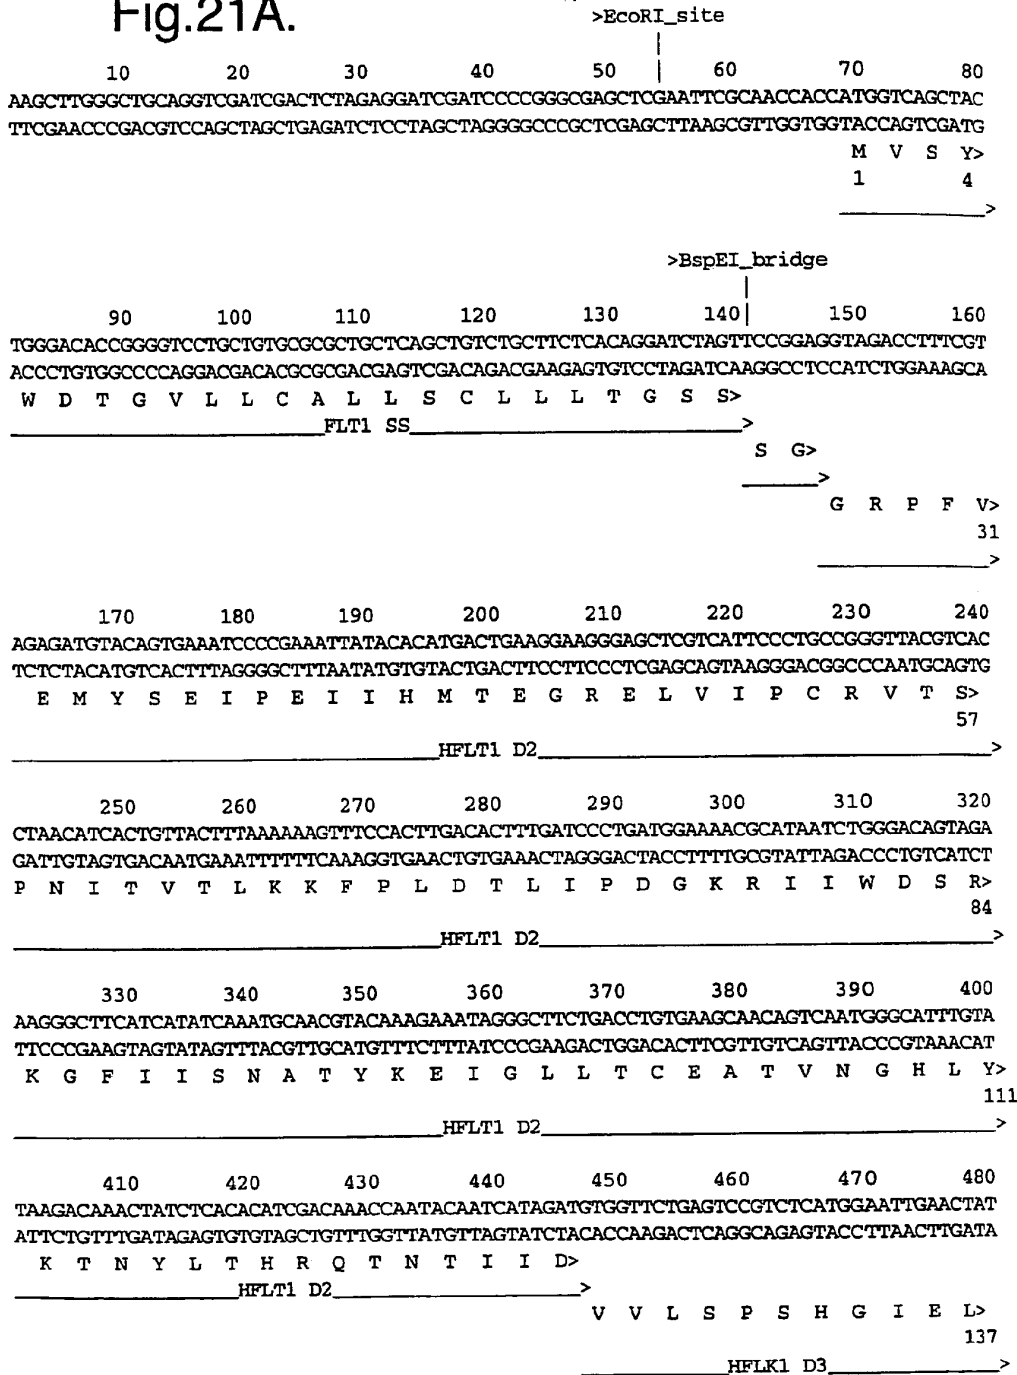 Fig.21A.
>EcoRI_site
10 20 30 40 50 60 70 80
AAGCTTGGGCTGCAGGTCGATCGACTCTAGAGGATCGATCCCCGGGCGAGCTCGAATTCGCAACCACCATGGTCAGCTAC
TTCGAACCCGACGTCCAGCTAGCTGAGATCTCCTAGCTAGGGGCCCGCTCGAGCTTAAGCGTTGGTGGTACCAGTCGATG
M V S Y>
1 4
>BspEI_bridge
90 100 110 120 130 140 150 160
TGGGACACCGGGGTCCTGCTGTGCGCGCTGCTCAGCTGTCTGCTTCTCACAGGATCTAGTTCCGGAGGTAGACCTTTCGT
ACCCTGTGGCCCCAGGACGACACGCGCGACGAGTCGACAGACGAAGAGTGTCCTAGATCAAGGCCTCCATCTGGAAAGCA
W D T G V L L C A L L S C L L L T G S S>
FLT1 SS
S G>
G R P F V>
31
170 180 190 200 210 220 230 240
AGAGATGTACAGTGAAATCCCCGAAATTATACACATGACTGAAGGAAGGGAGCTCGTCATTCCCTGCCGGGTTACGTCAC
TCTCTACATGTCACTTTAGGGGCTTTAATATGTGTACTGACTTCCTTCCCTCGAGCAGTAAGGGACGGCCCAATGCAGTG
E M Y S E I P E I I H M T E G R E L V I P C R V T S>
57
HFLT1 D2
250 260 270 280 290 300 310 320
CTAACATCACTGTTACTTTAAAAAAGTTTCCACTTGACACTTTGATCCCTGATGGAAAACGCATAATCTGGGACAGTAGA
GATTGTAGTGACAATGAAATTTTTTCAAAGGTGAACTGTGAAACTAGGGACTACCTTTTGCGTATTAGACCCTGTCATCT
P N I T V T L K K F P L D T L I P D G K R I I W D S R>
84
HFLT1 D2
330 340 350 360 370 380 390 400
AAGGGCTTCATCATATCAAATGCAACGTACAAAGAAATAGGGCTTCTGACCTGTGAAGCAACAGTCAATGGGCATTTGTA
TTCCCGAAGTAGTATAGTTTACGTTGCATGTTTCTTTATCCCGAAGACTGGACACTTCGTTGTCAGTTACCCGTAAACAT
K G F I I S N A T Y K E I G L L T C E A T V N G H L Y>
111
HFLT1 D2
410 420 430 440 450 460 470 480
TAAGACAAACTATCTCACACATCGACAAACCAATACAATCATAGATGTGGTTCTGAGTCCGTCTCATGGAATTGAACTAT
ATTCTGTTTGATAGAGTGTGTAGCTGTTTGGTTATGTTAGTATCTACACCAAGACTCAGGCAGAGTACCTTAACTTGATA
K T N Y L T H R Q T N T I I D>
HFLT1 D2
V V L S P S H G I E L>
137
HFLK1 D3